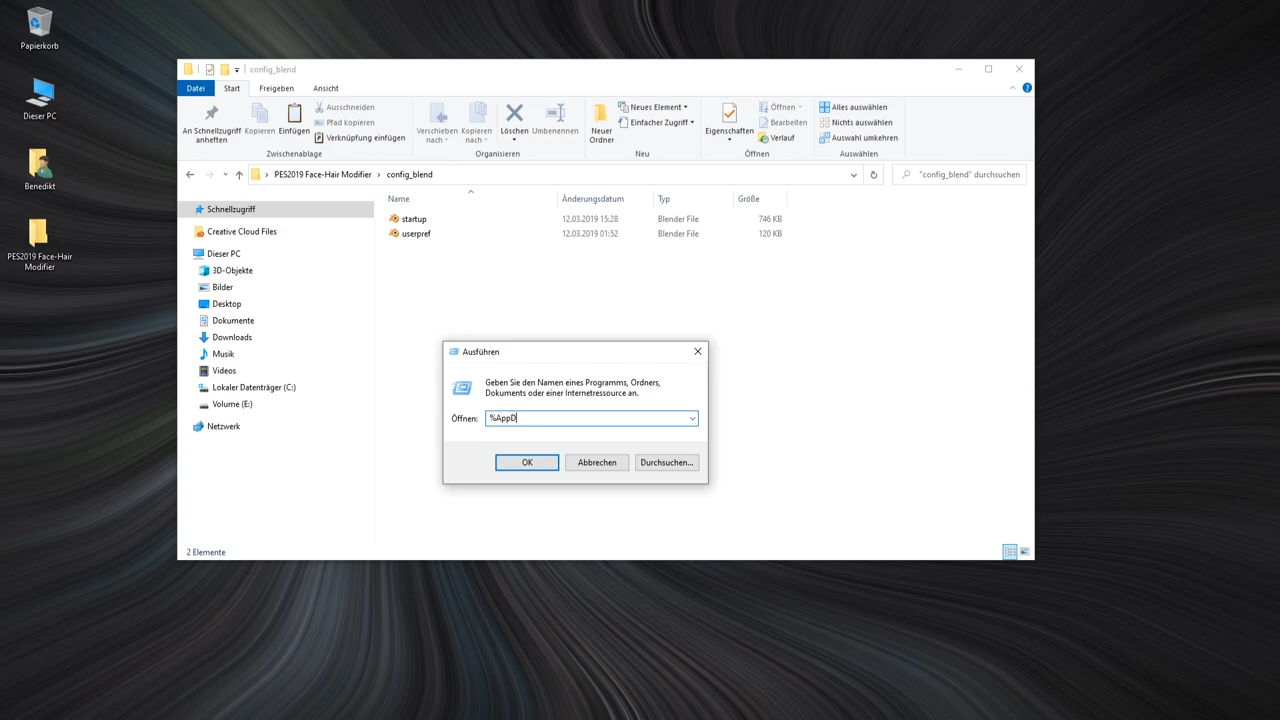 Papierkorb
Dieser PC
Benedikt
PES2019 Face-Hair
Modifier
config_blend
Datei
Start
Freigeben
Ansicht
An Schnellzugriff
anheften
Kopieren
Einfügen
Ausschneiden
Pfad kopieren
Verknüpfung einfügen
Zwischenablage
Verschieben
nach
Kopieren
nach
Löschen
Umbenennen
Organisieren
Neuer
Ordner
Neues Element
Einfacher Zugriff
Neu
Eigenschaften
Öffnen
Bearbeiten
Verlauf
Öffnen
Alles auswählen
Nichts auswählen
Auswahl umkehren
Auswählen
PES2019 Face-Hair Modifier
config_blend
"config_blend" durchsuchen
Schnellzugriff
Creative Cloud Files
Dieser PC
3D-Objekte
Bilder
Desktop
Dokumente
Downloads
Musik
Videos
Lokaler Datenträger (C:)
Volume (E:)
Netzwerk
Name Änderungsdatum Typ Größe
startup 12.03.2019 15:28 Blender File 746 KB
userpref 12.03.2019 01:52 Blender File 120 KB
Ausführen
Geben Sie den Namen eines Programms, Ordners,
Dokuments oder einer Internetressource an.
Öffnen: %AppD
OK Abbrechen Durchsuchen...
2 Elemente